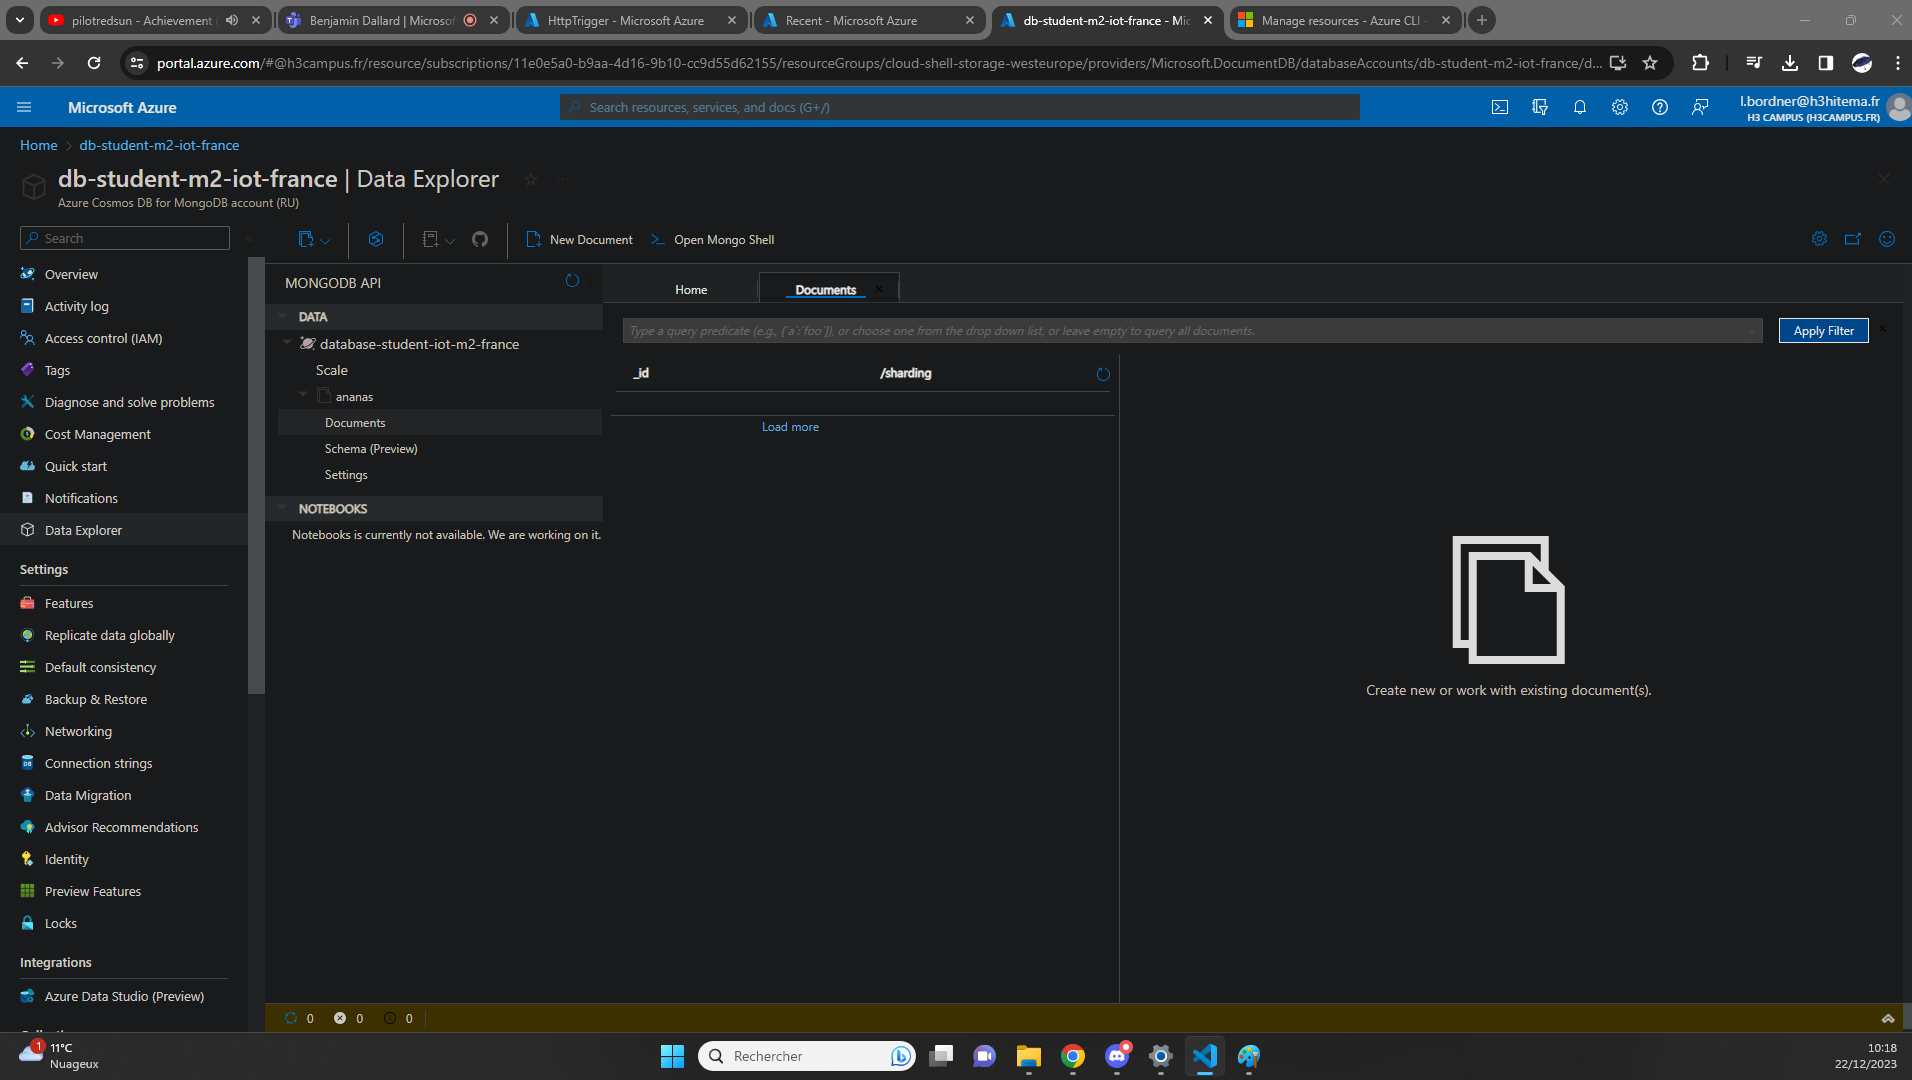 pilotredsun - Achievement
Benjamin Dallard | Microsof
HttpTrigger - Microsoft Azure
Recent - Microsoft Azure
db-student-m2-iot-france - Mic
Manage resources - Azure CLI -
portal.azure.com/#@h3campus.fr/resource/subscriptions/11e0e5a0-b9aa-4d16-9b10-cc9d55d62155/resourceGroups/cloud-shell-storage-westeurope/providers/Microsoft.DocumentDB/databaseAccounts/db-student-m2-iot-france/d...
Microsoft Azure
Search resources, services, and docs (G+/)
l.bordner@h3hitema.fr
H3 CAMPUS (H3CAMPUS.FR)
Home
db-student-m2-iot-france
db-student-m2-iot-france | Data Explorer
Azure Cosmos DB for MongoDB account (RU)
Search
New Document
Open Mongo Shell
Overview
Activity log
Access control (IAM)
Tags
Diagnose and solve problems
Cost Management
Quick start
Notifications
Data Explorer
Settings
Features
Replicate data globally
Default consistency
Backup & Restore
Networking
Connection strings
Data Migration
Advisor Recommendations
Identity
Preview Features
Locks
Integrations
Azure Data Studio (Preview)
MONGODB API
DATA
database-student-iot-m2-france
Scale
ananas
Documents
Schema (Preview)
Settings
NOTEBOOKS
Notebooks is currently not available. We are working on it.
Home
Documents
Type a query predicate (e.g., {´a´:´foo´}), or choose one from the drop down list, or leave empty to query all documents.
Apply Filter
_id
/sharding
Load more
Create new or work with existing document(s).
0
0
0
1
11°C
Nuageux
Rechercher
10:18
22/12/2023